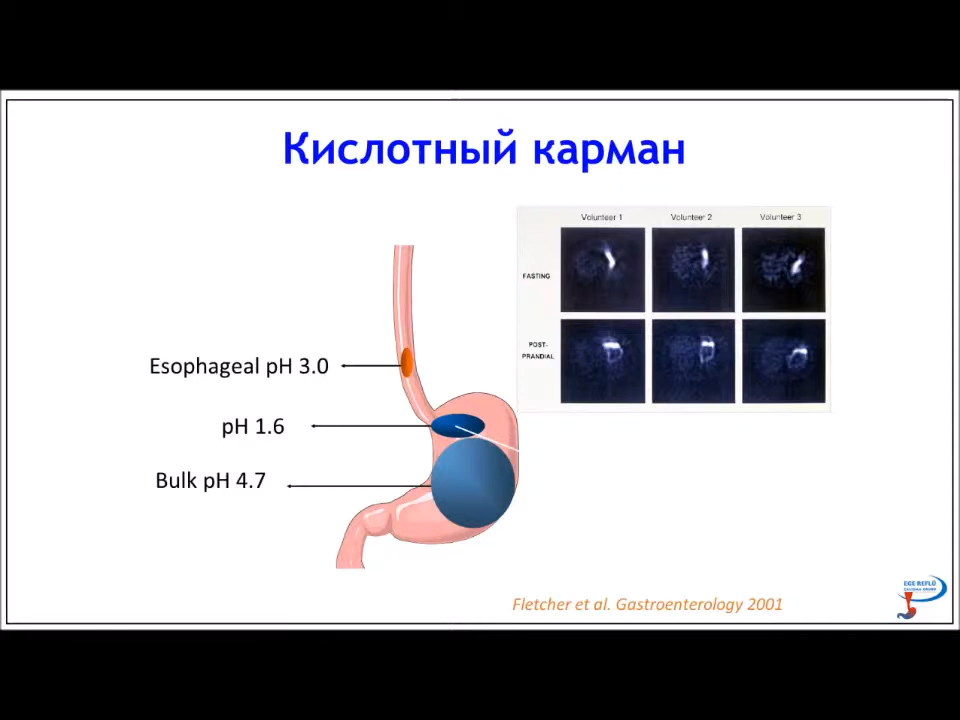 Кислотный карман
Volunteer 1 Volunteer 2 Volunteer 3
FASTING
POST-
PRANDIAL
Esophageal pH 3.0
pH 1.6
Bulk pH 4.7
Fletcher et al. Gastroenterology 2001
EGE REFLÜ